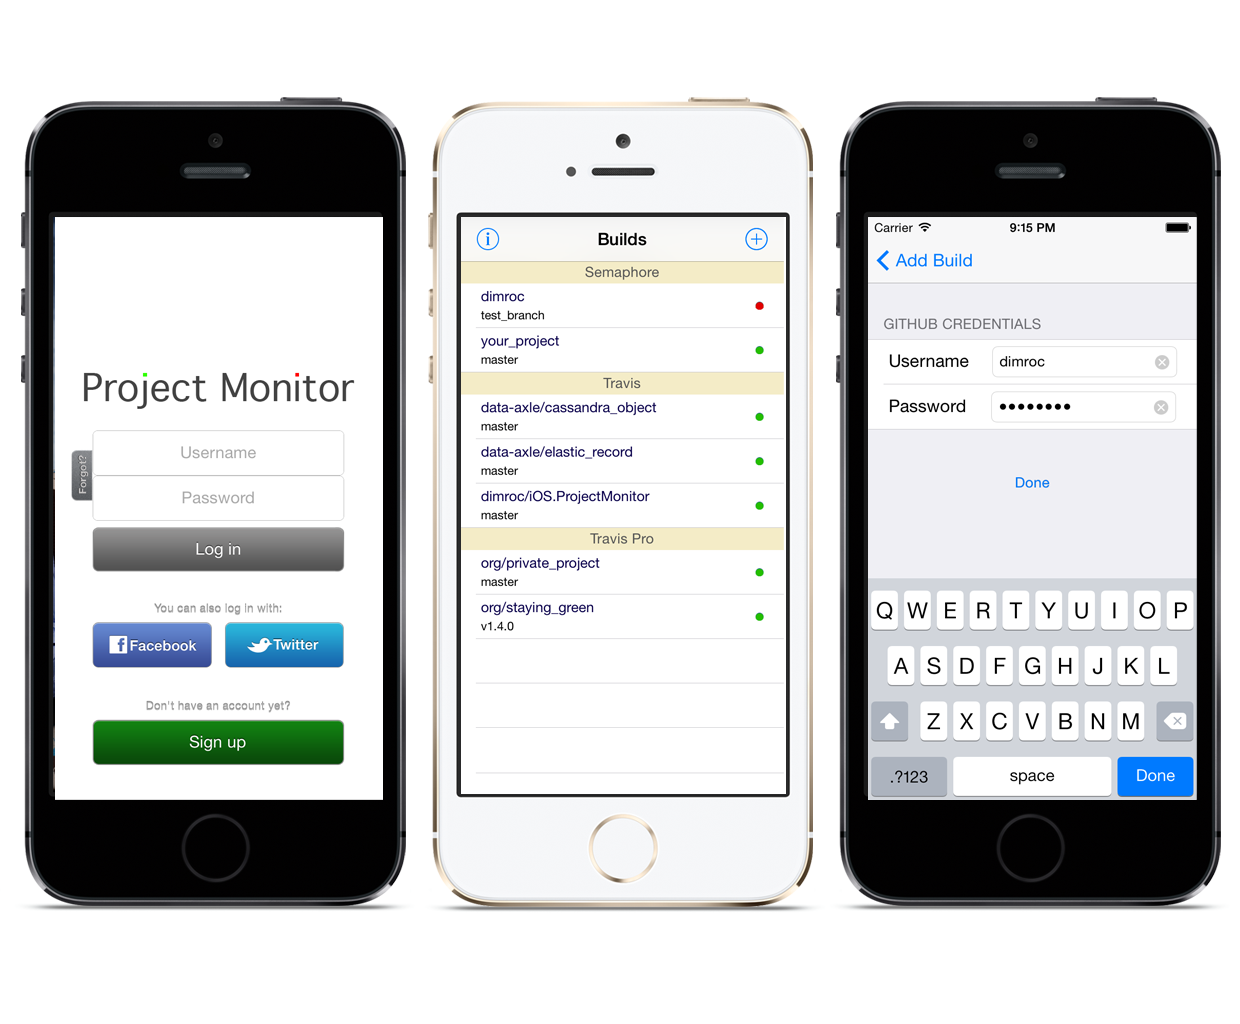 Project Monitor
Username
Forgot?
Password
Log in
You can also log in with:
Facebook
Twitter
Don't have an account yet?
Sign up
i Builds +
Semaphore
dimroc
test_branch
your_project
master
Travis
data-axle/cassandra_object
master
data-axle/elastic_record
master
dimroc/iOS.ProjectMonitor
master
Travis Pro
org/private_project
master
org/staying_green
v1.4.0
Carrier 9:15 PM
Add Build
GITHUB CREDENTIALS
Username dimroc
Password ••••••••
Done
Q W E R T Y U I O P
A S D F G H J K L
Z X C V B N M
.?123 space Done